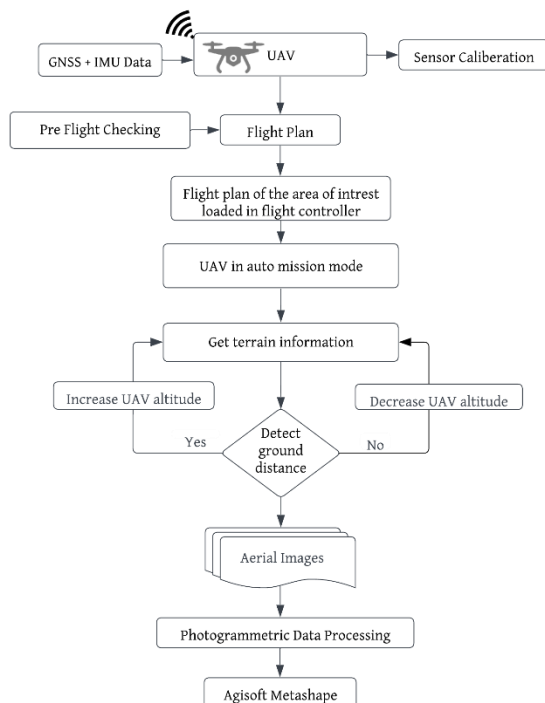 GNSS + IMU Data
UAV
Sensor Caliberation
Pre Flight Checking
Flight Plan
Flight plan of the area of intrest
loaded in flight controller
UAV in auto mission mode
Get terrain information
Increase UAV altitude
Decrease UAV altitude
Yes
Detect
ground
distance
No
Aerial Images
Photogrammetric Data Processing
Agisoft Metashape